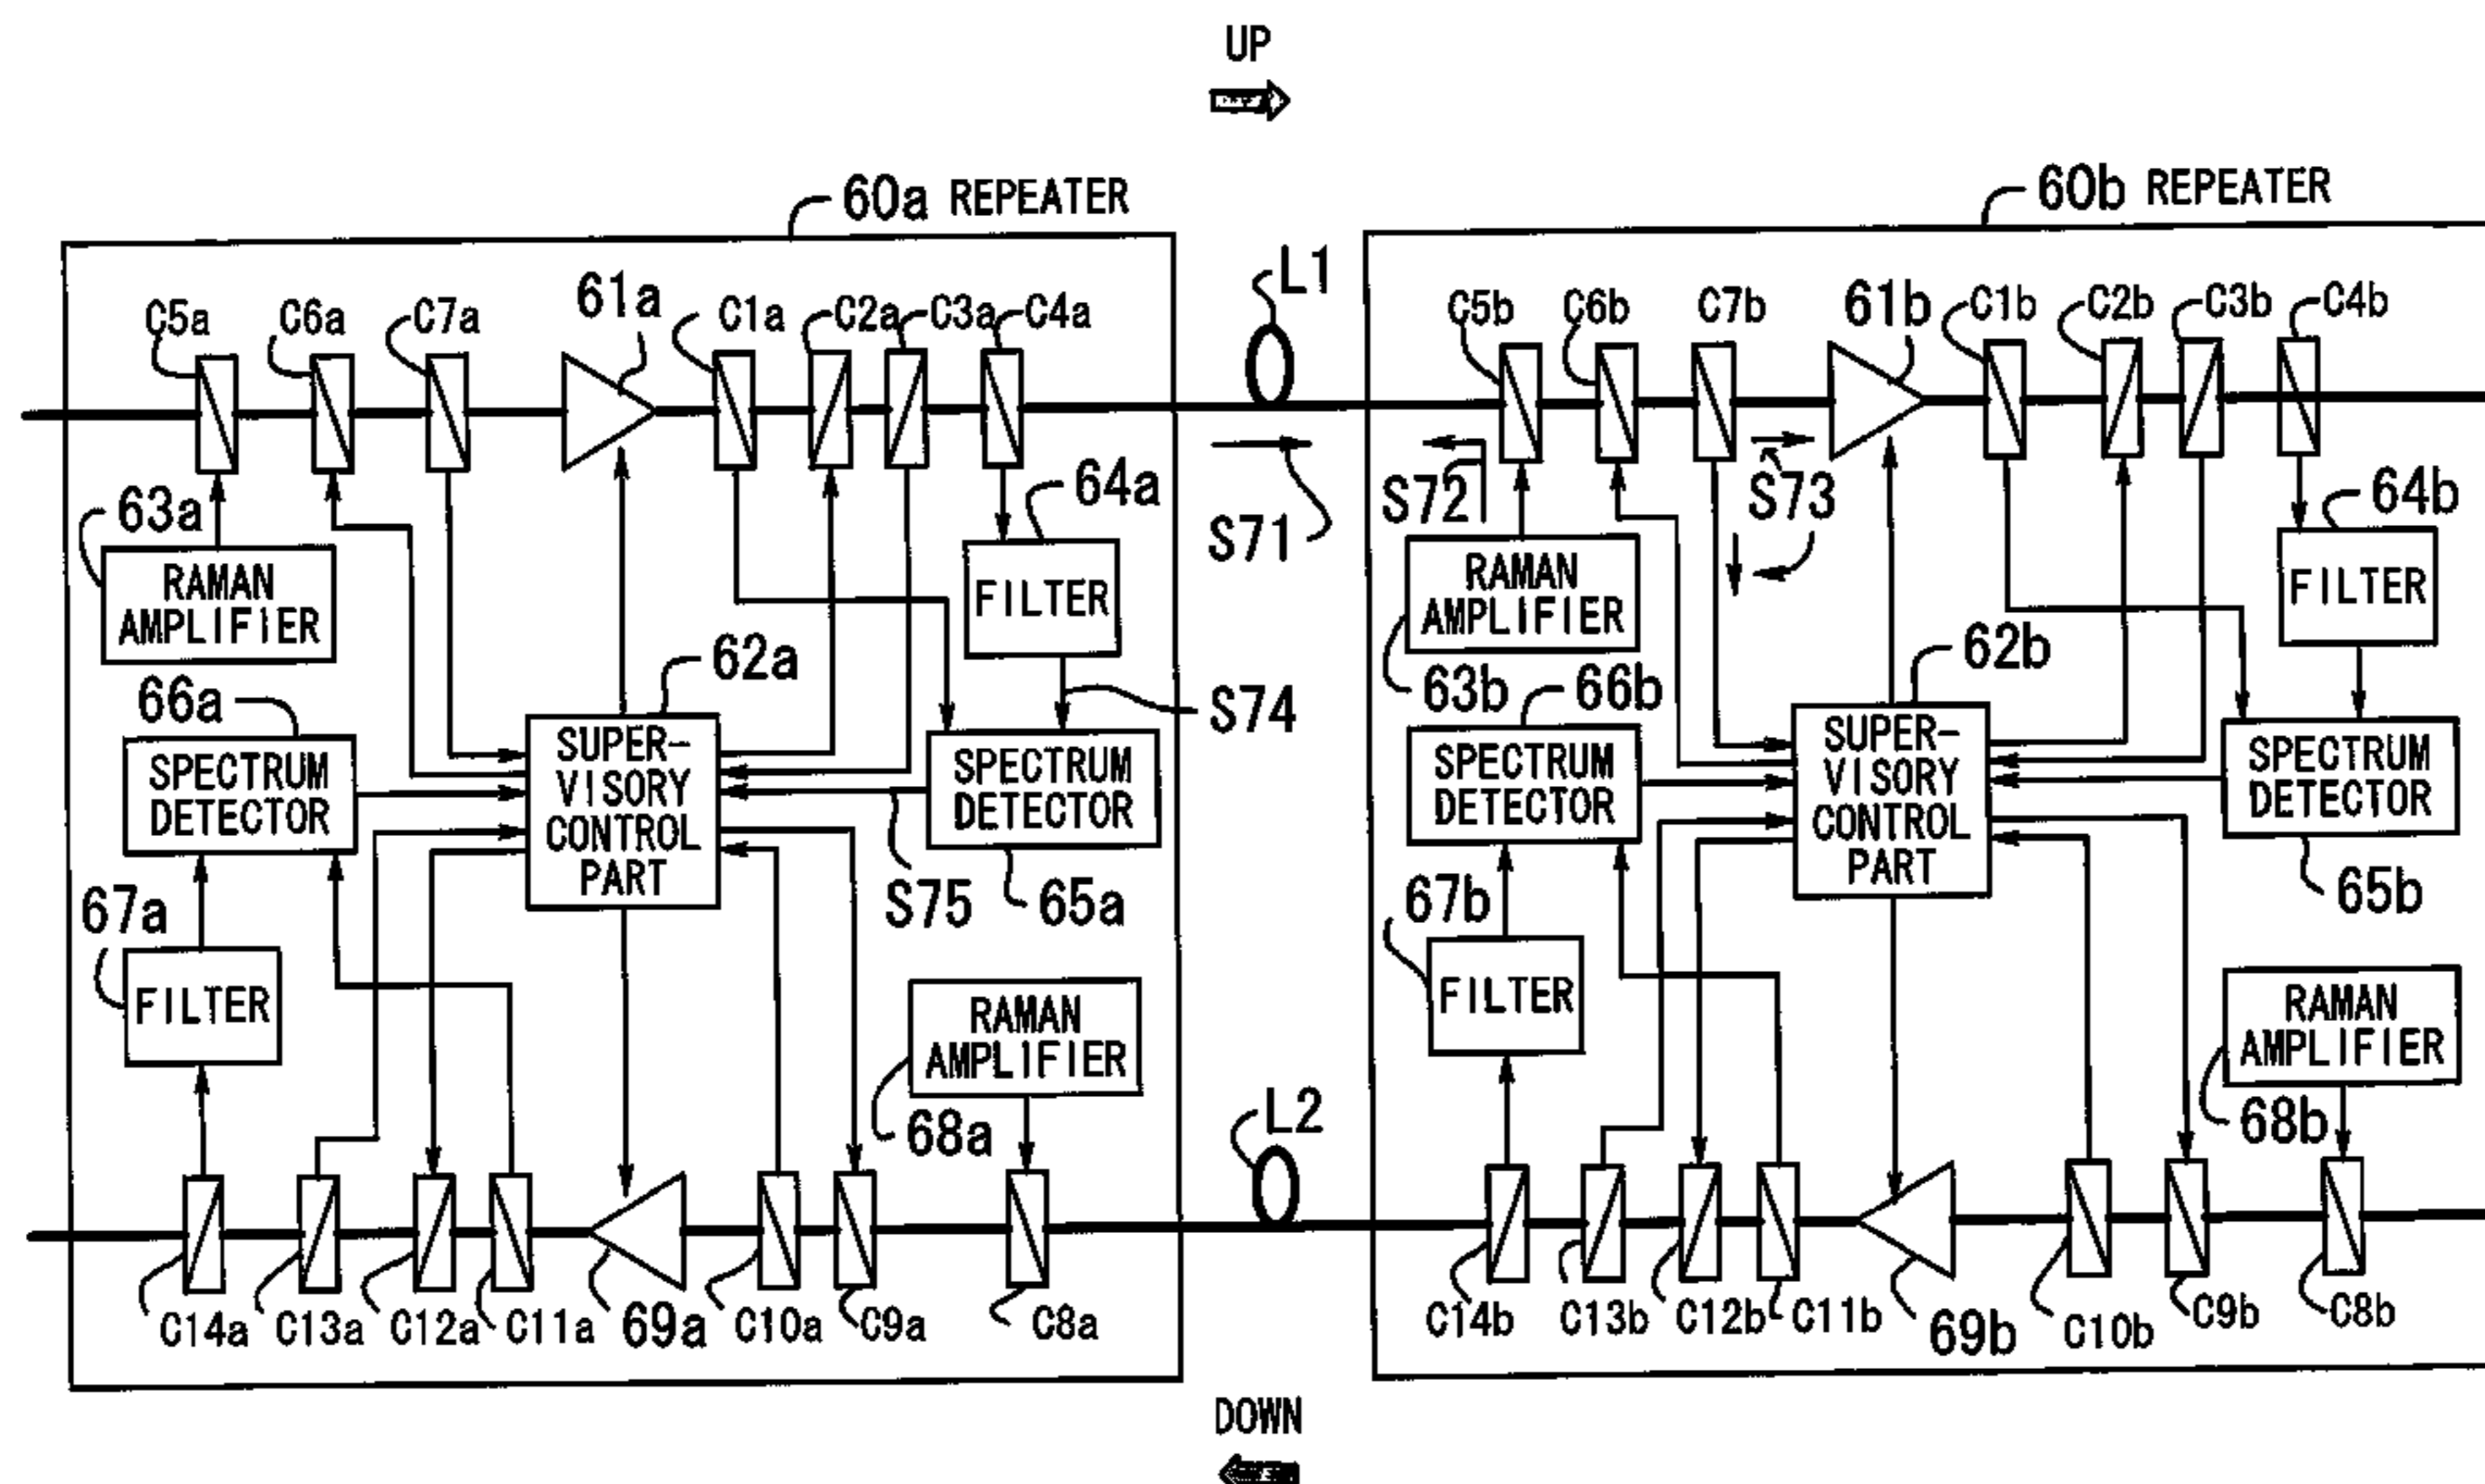 UP
60a REPEATER
60b REPEATER
L1
C5a
C6a
C7a
61a
C1a
C2a
C3a
C4a
C5b
C6b
C7b
61b
C1b
C2b
C3b
C4b
63a
RAMAN
AMPLIFIER
64a
FILTER
S71
S72
S73
RAMAN
AMPLIFIER
63b
64b
FILTER
62a
SUPER-
VISORY
CONTROL
PART
66a
SPECTRUM
DETECTOR
S74
SPECTRUM
DETECTOR
65a
S75
66b
SPECTRUM
DETECTOR
62b
SUPER-
VISORY
CONTROL
PART
SPECTRUM
DETECTOR
65b
67a
FILTER
RAMAN
AMPLIFIER
68a
67b
FILTER
RAMAN
AMPLIFIER
68b
L2
C14a
C13a
C12a
C11a
69a
C10a
C9a
C8a
C14b
C13b
C12b
C11b
69b
C10b
C9b
C8b
DOWN